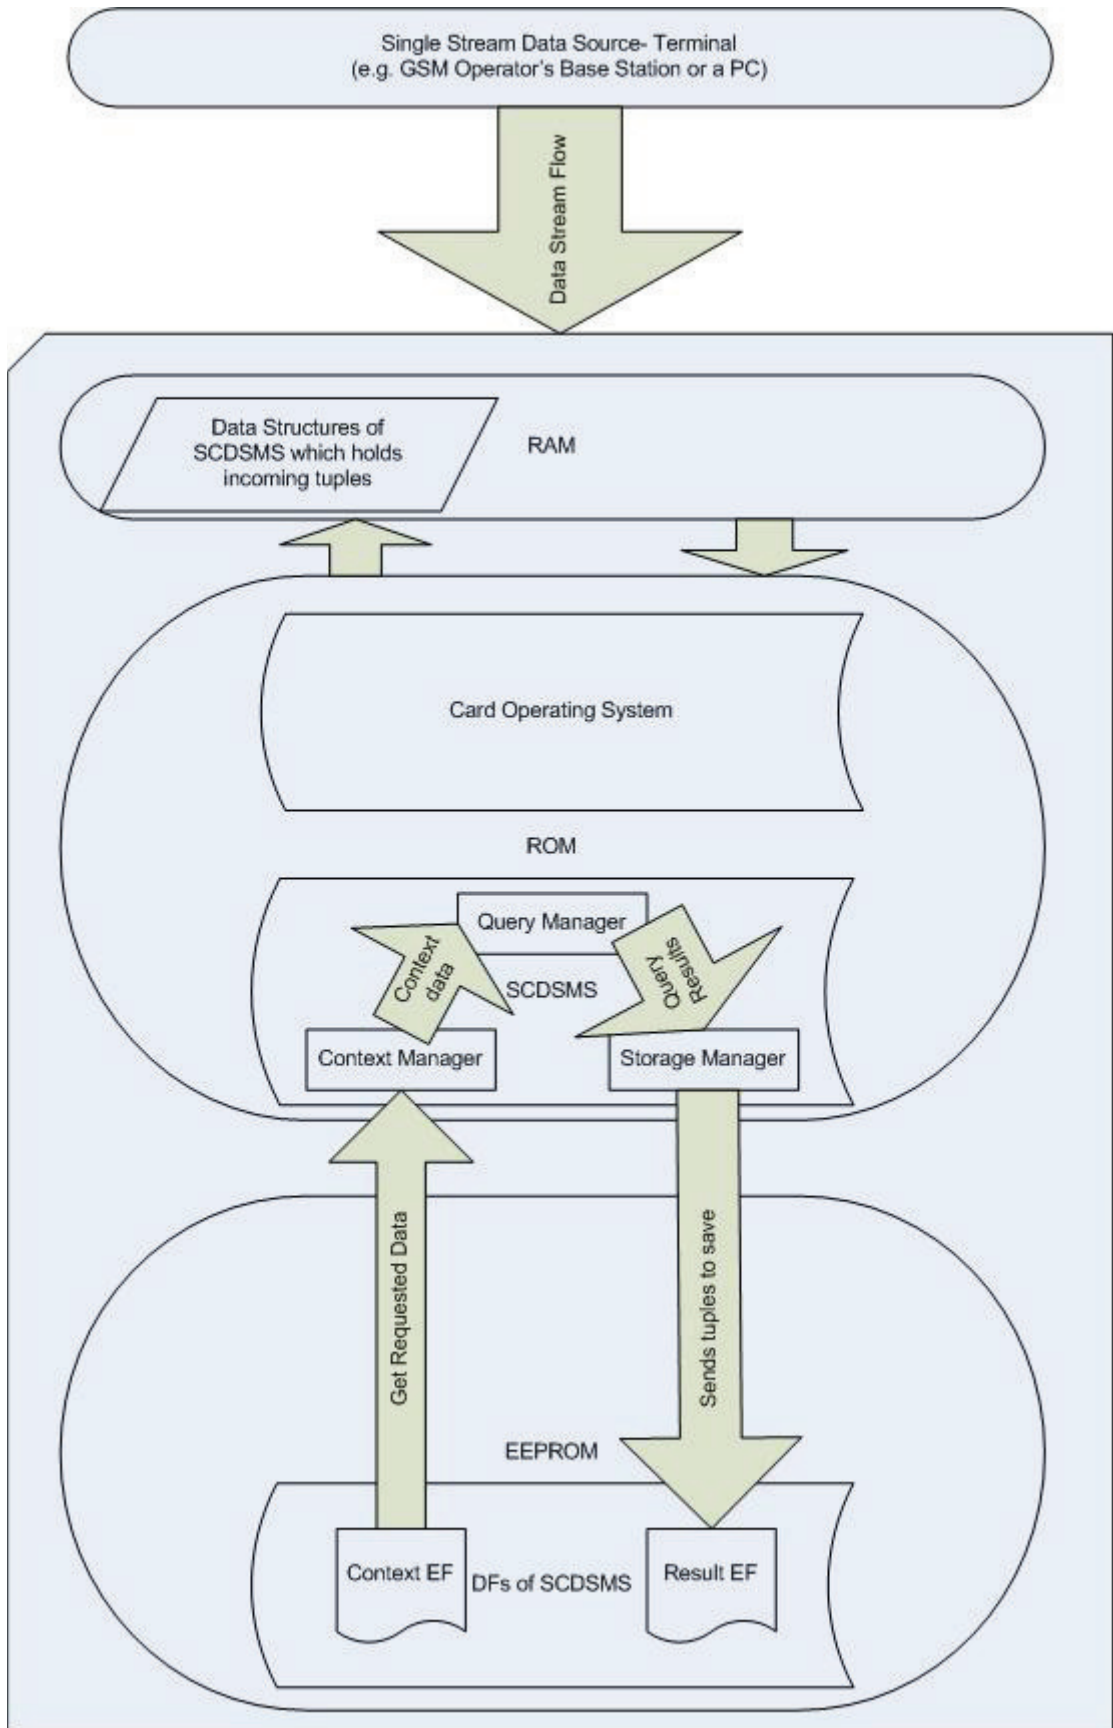 Single Stream Data Source- Terminal
(e.g. GSM Operator's Base Station or a PC)
Data Stream Flow
Data Structures of
SCDSMS which holds
incoming tuples
RAM
Card Operating System
ROM
Query Manager
Context
data
Query
Results
SCDSMS
Context Manager
Storage Manager
Get Requested Data
Sends tuples to save
EEPROM
Context EF
DFs of SCDSMS
Result EF